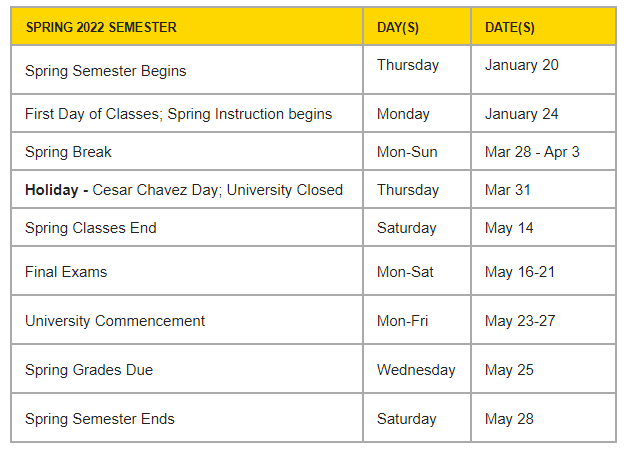 SPRING 2022 SEMESTER DAY(S) DATE(S)
Spring Semester Begins Thursday January 20
First Day of Classes; Spring Instruction begins Monday January 24
Spring Break Mon-Sun Mar 28 - Apr 3
Holiday - Cesar Chavez Day; University Closed Thursday Mar 31
Spring Classes End Saturday May 14
Final Exams Mon-Sat May 16-21
University Commencement Mon-Fri May 23-27
Spring Grades Due Wednesday May 25
Spring Semester Ends Saturday May 28